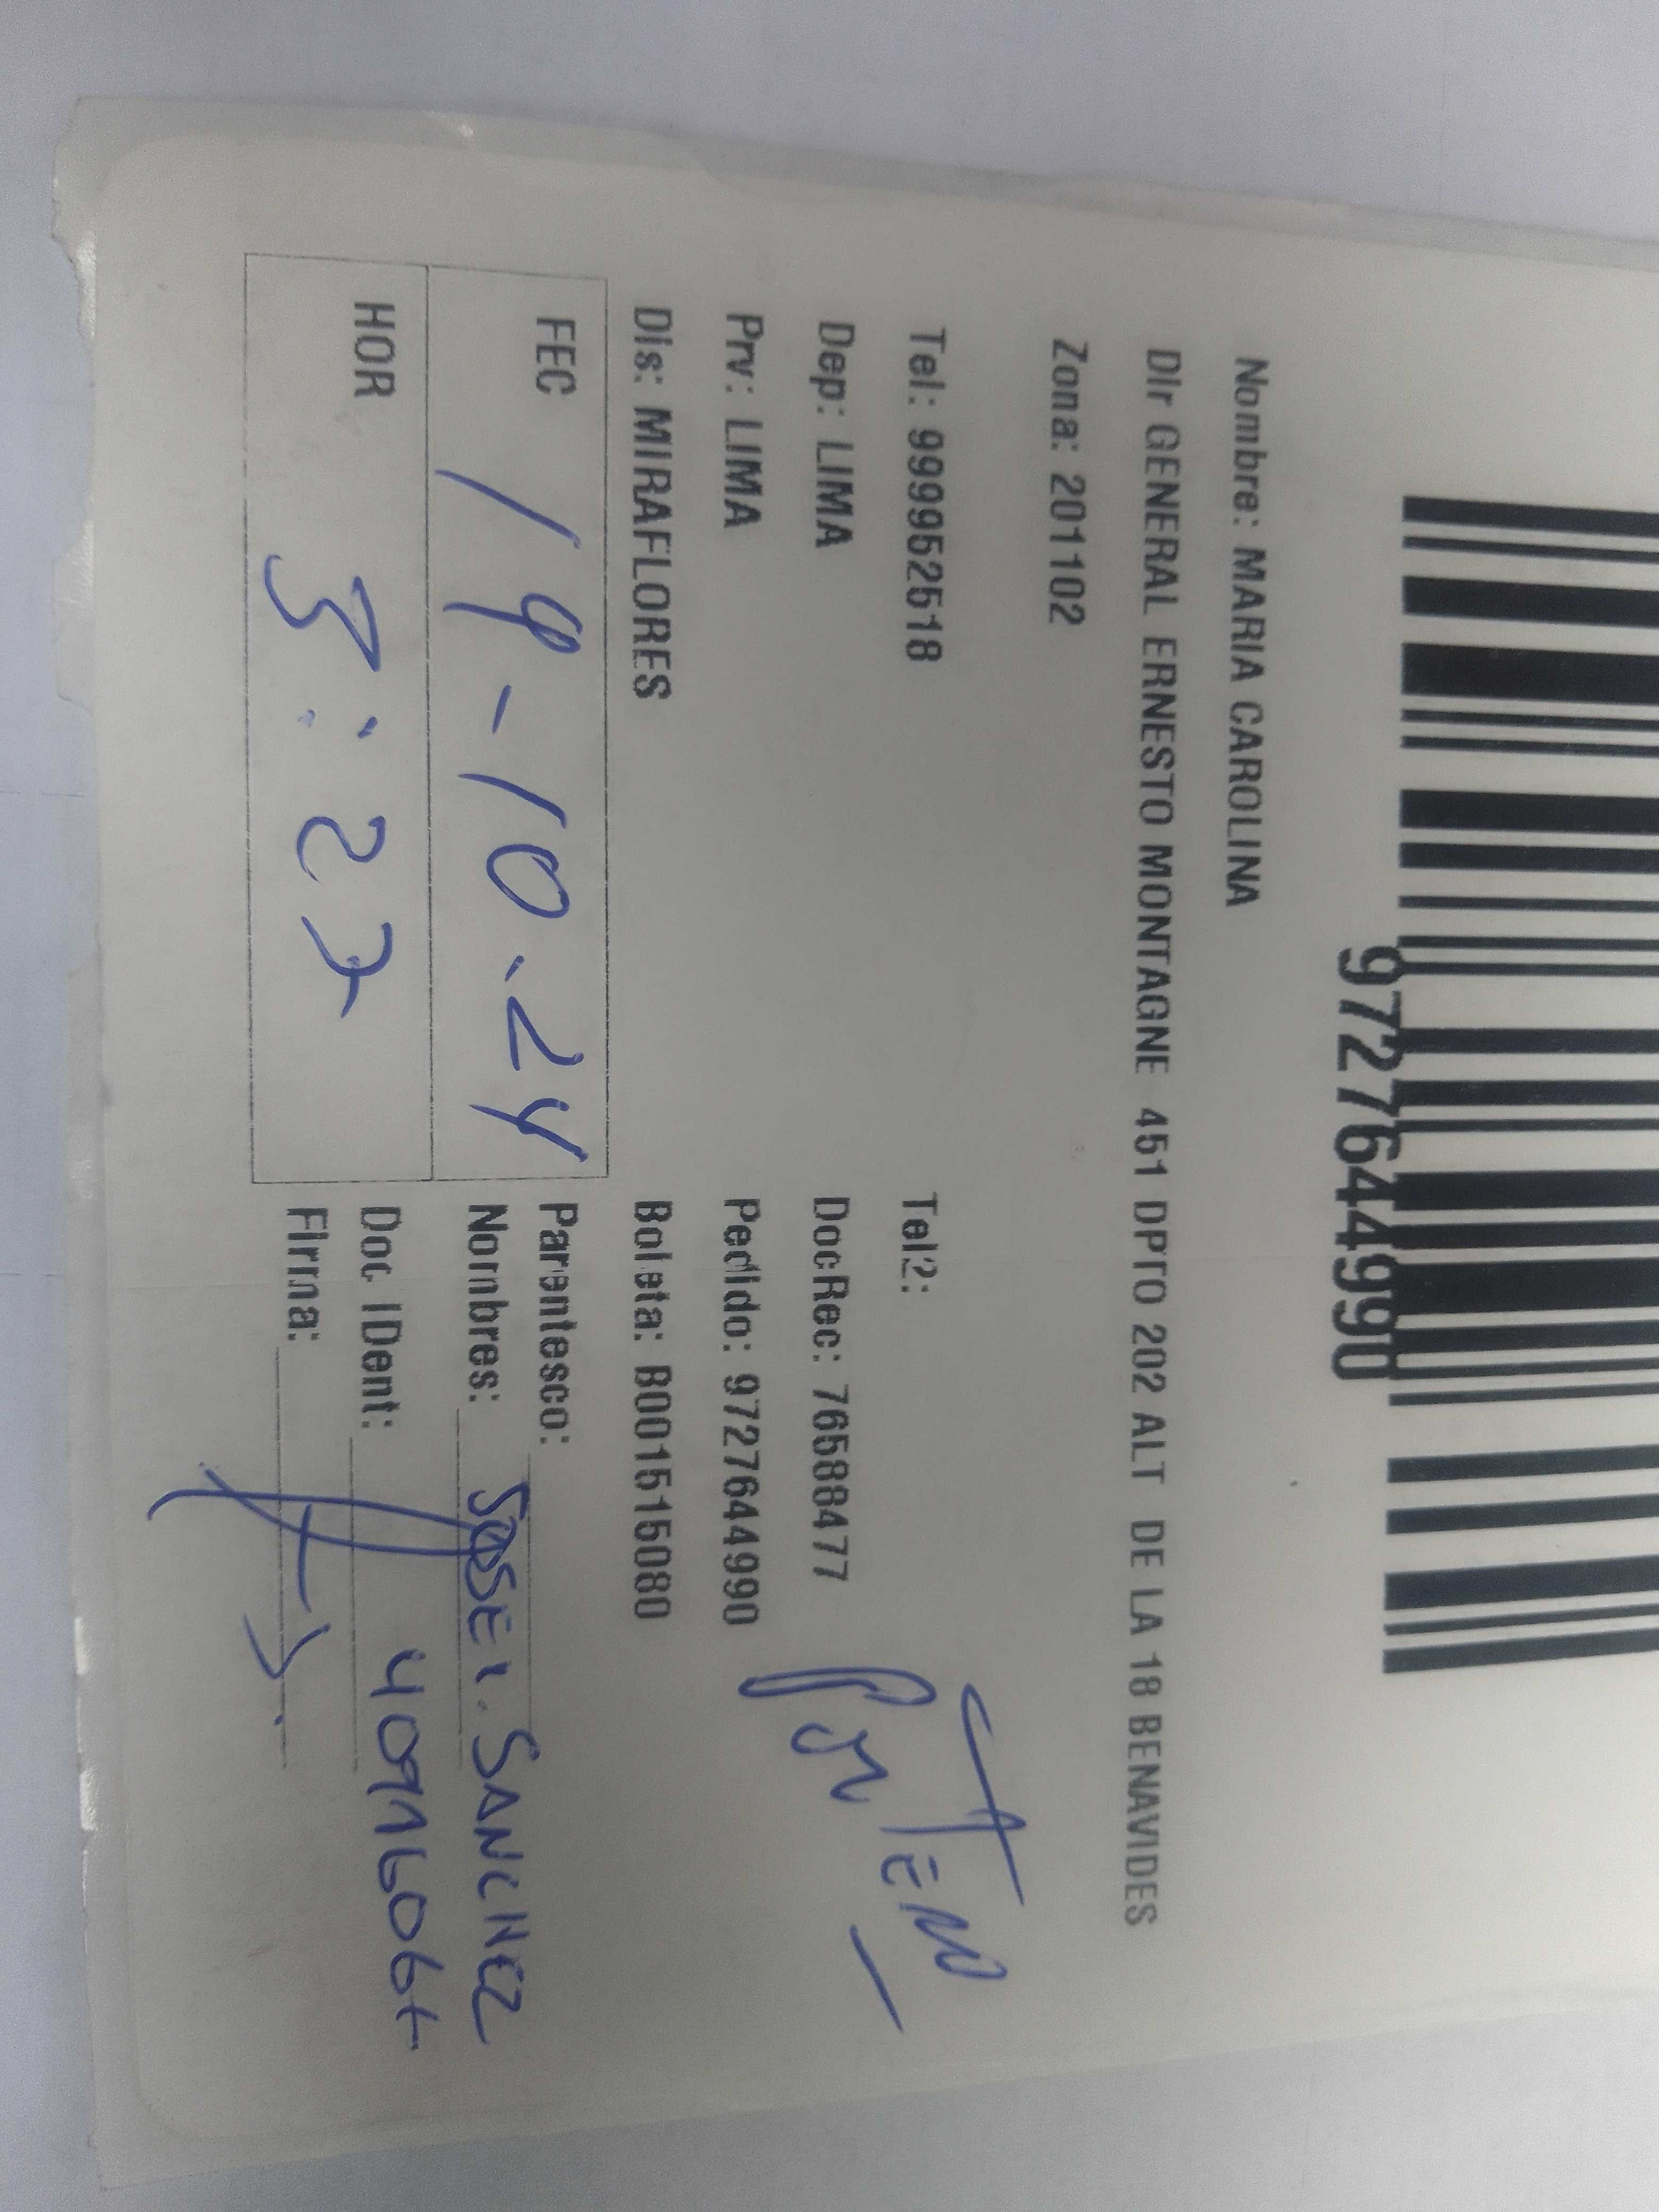 9727644990
Nombre: MARIA CAROLINA
Dir GENERAL ERNESTO MONTAGNE 451 DPTO 202 ALT DE LA 18 BENAVIDES
Zona: 201102
Tel: 999952518 Tel2:
Dep: LIMA DocRec: 76588477
Prv: LIMA Pedido: 9727644990
Dis: MIRAFLORES Boleta: B001515080
FEC 19-10.24 Parentesco:
Nombres: JOSE L. SANCHEZ
HOR 5:27 Doc IDent:
Firma: